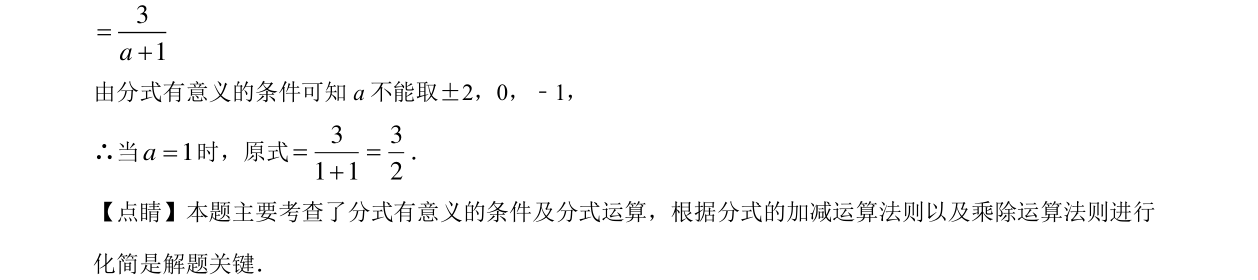 =3/(a+1)
由分式有意义的条件可知 a 不能取±2，0，﹣1，
∴当a=1时，原式=3/(1+1)=3/2．
【点睛】本题主要考查了分式有意义的条件及分式运算，根据分式的加减运算法则以及乘除运算法则进行
化简是解题关键．